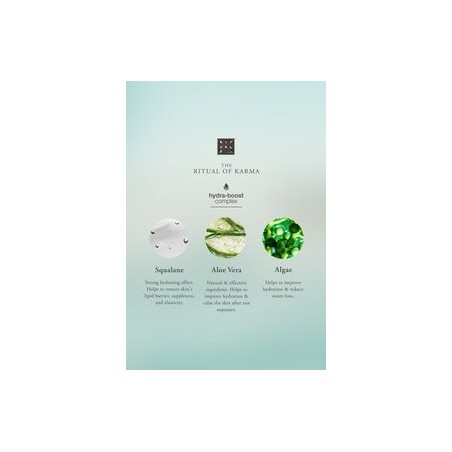 RITUALS
THE
RITUAL OF KARMA
hydra-boost
complex
Squalane
Aloe Vera
Algae
Strong hydrating effect.
Helps to restore skin's
lipid barrier, suppleness,
and elasticity.
Natural & effective
ingredient. Helps to
improve hydration &
calm the skin after sun
exposure.
Helps to improve
hydration & reduce
water-loss.